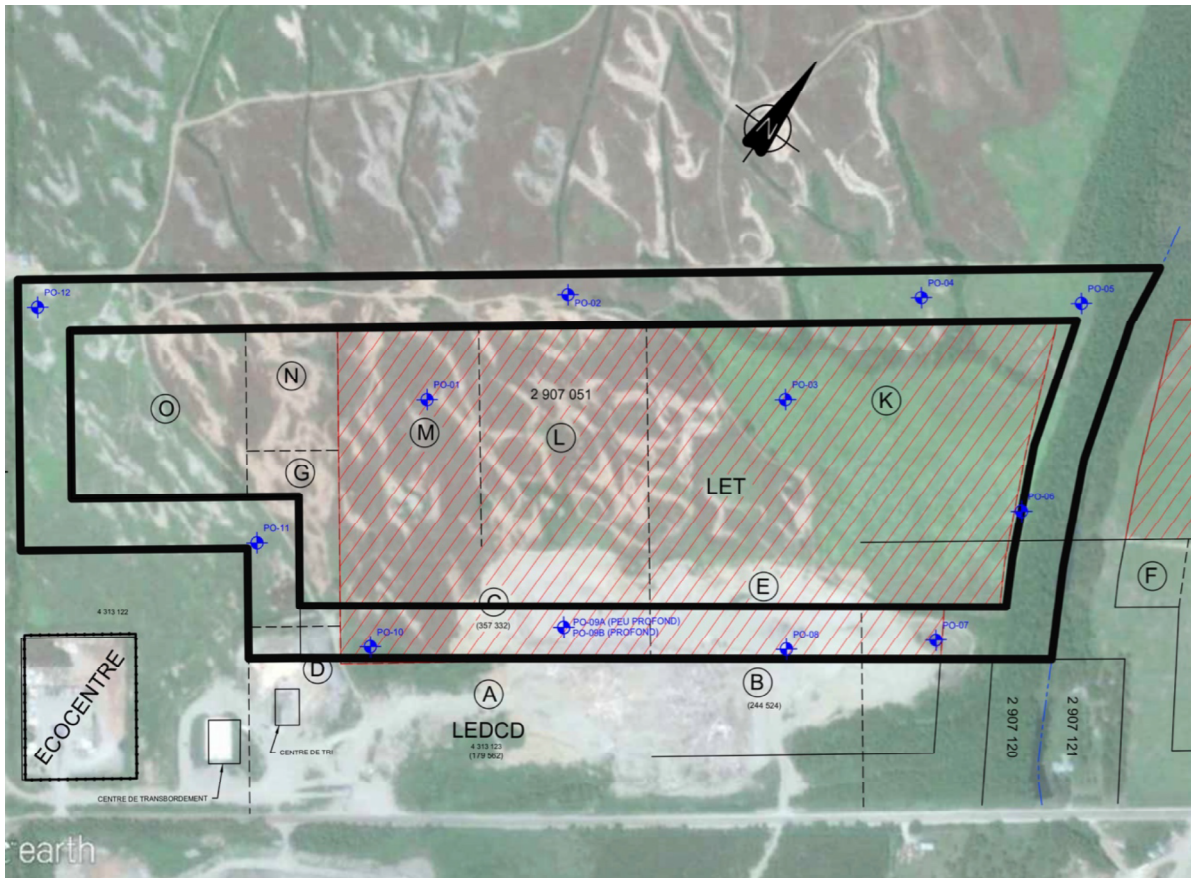 N
PO-12
PO-02
PO-04
PO-05
N
PO-01
2 907 051
PO-03
O
M
L
K
G
LET
PO-06
PO-11
F
E
C
4 313 122
(357 332)
PO-09A (PEU PROFOND)
PO-09B (PROFOND)
PO-10
PO-08
PO-07
D
A
B
(244 524)
ECOCENTRE
LEDCD
4 313 123
(179 562)
2 907 120
2 907 121
CENTRE DE TRI
CENTRE DE TRANSBORDEMENT
earth